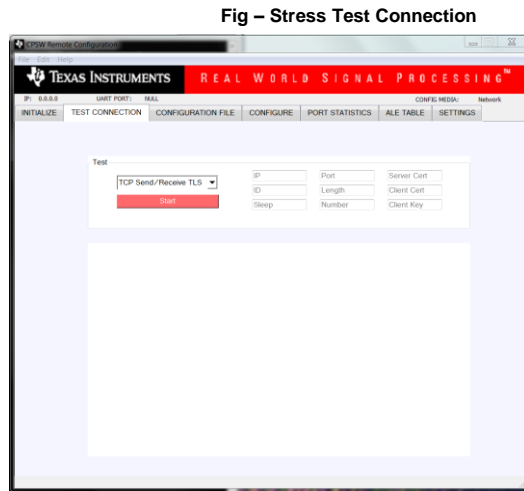 Fig – Stress Test Connection
CPSW Remote Configuration
File Edit Help
TEXAS INSTRUMENTS REAL WORLD SIGNAL PROCESSING™
IP: 0.0.0.0 UART PORT: NULL CONFIG MEDIA: Network
INITIALIZE TEST CONNECTION CONFIGURATION FILE CONFIGURE PORT STATISTICS ALE TABLE SETTINGS
Test
TCP Send/Receive TLS IP Port Server Cert
Start ID Length Client Cert
Sleep Number Client Key